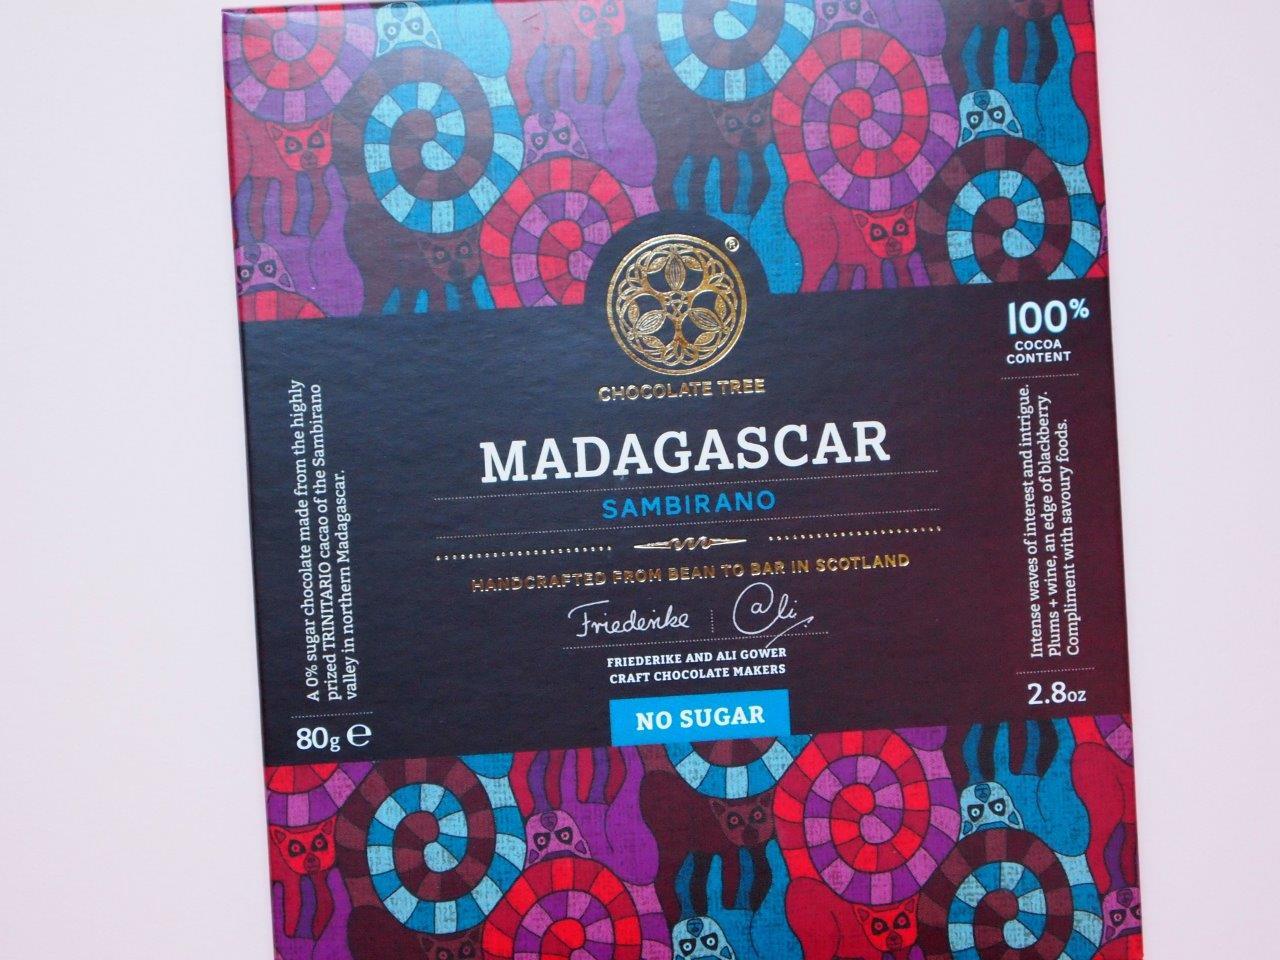 ®
CHOCOLATE TREE
MADAGASCAR
SAMBIRANO
HANDCRAFTED FROM BEAN TO BAR IN SCOTLAND
Friederike | Ali
FRIEDERIKE AND ALI GOWER
CRAFT CHOCOLATE MAKERS
NO SUGAR
A 0% sugar chocolate made from the highly
prized TRINITARIO cacao of the Sambirano
valley in northern Madagascar.
80g e
100%
COCOA
CONTENT
Intense waves of interest and intrigue.
Plums + wine, an edge of blackberry.
Compliment with savoury foods.
2.8oz